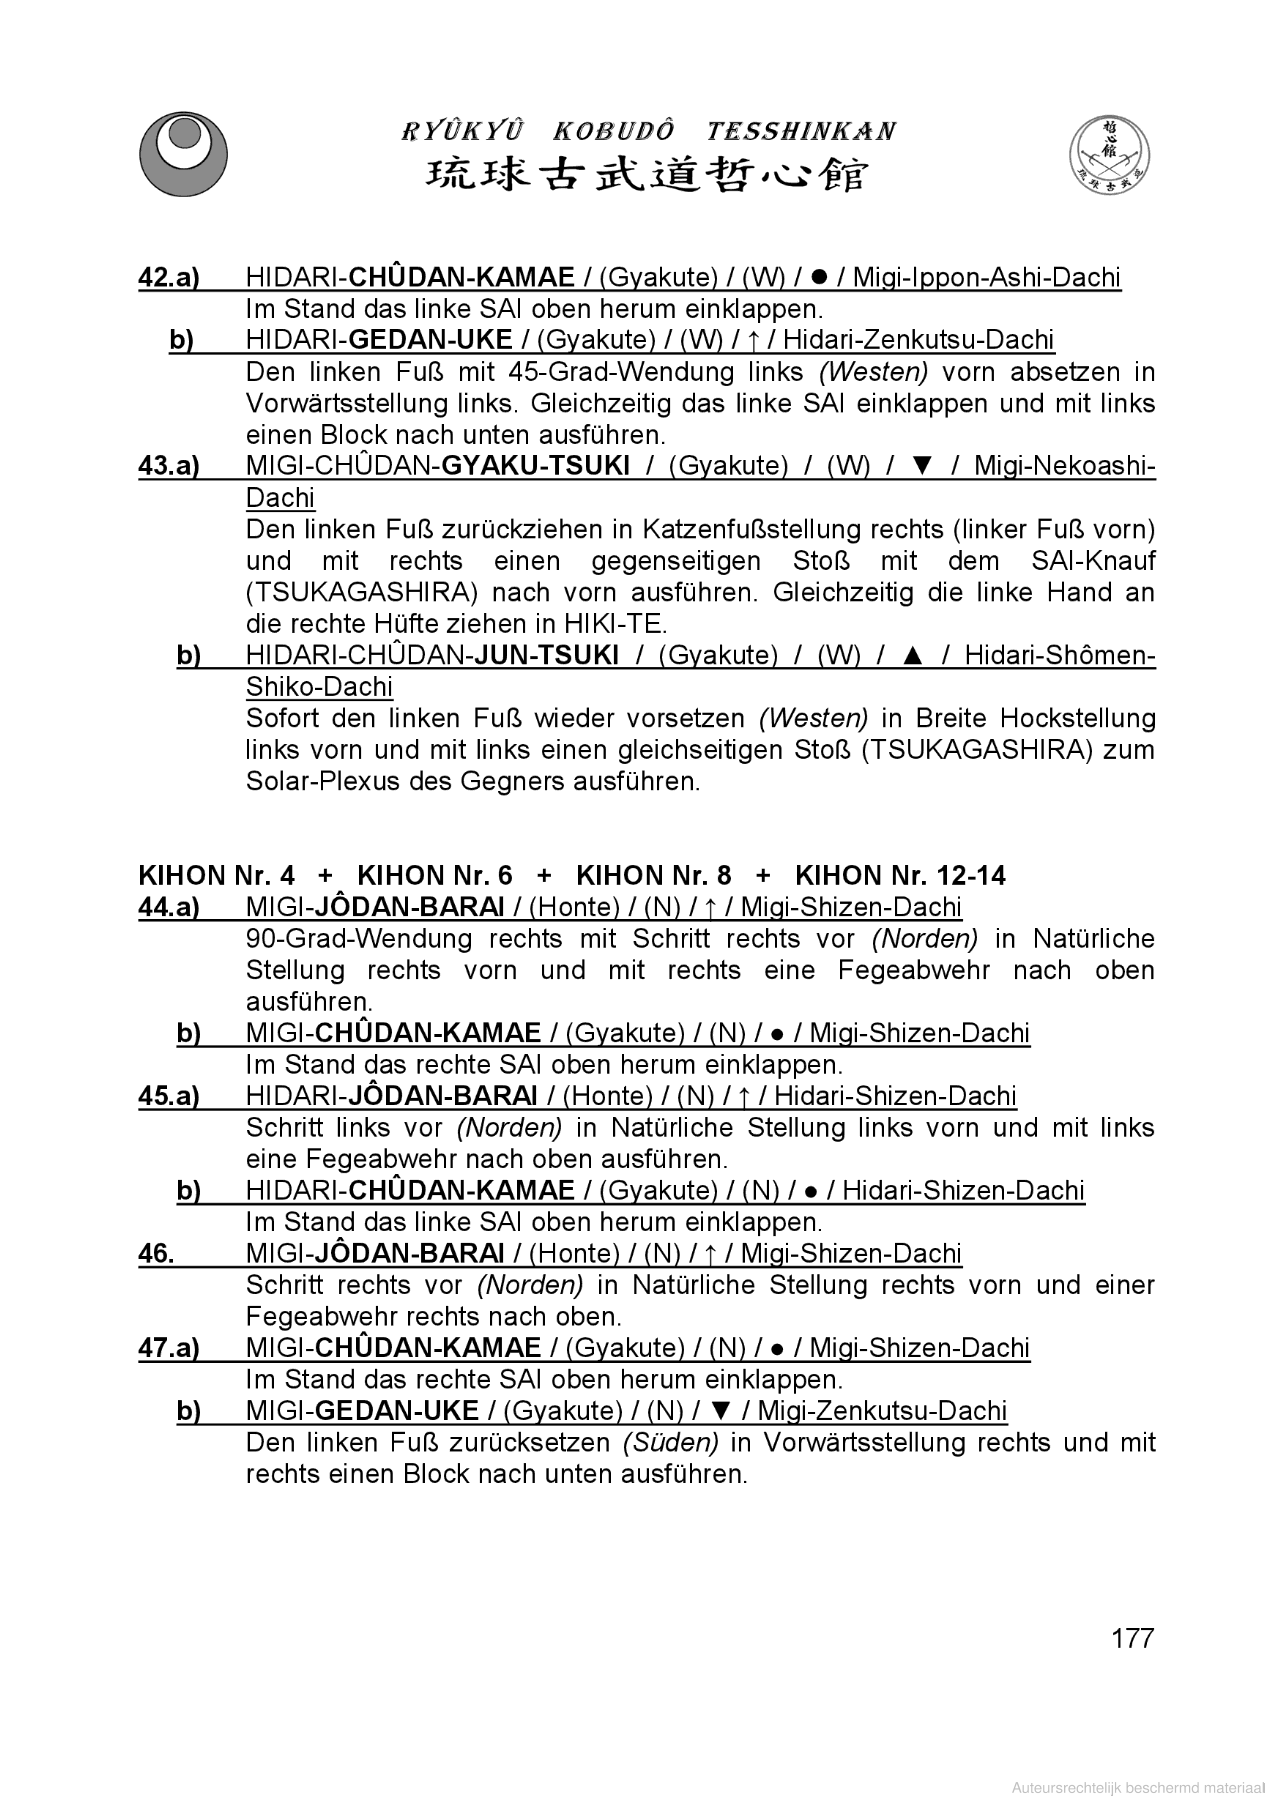 RYÛKYÛ KOBUDÔ TESSHINKAN
琉球古武道哲心館
哲心館
琉球古武道
42.a) HIDARI-CHÛDAN-KAMAE / (Gyakute) / (W) / ● / Migi-Ippon-Ashi-Dachi
Im Stand das linke SAI oben herum einklappen.
b) HIDARI-GEDAN-UKE / (Gyakute) / (W) / ↑ / Hidari-Zenkutsu-Dachi
Den linken Fuß mit 45-Grad-Wendung links (Westen) vorn absetzen in
Vorwärtsstellung links. Gleichzeitig das linke SAI einklappen und mit links
einen Block nach unten ausführen.
43.a) MIGI-CHÛDAN-GYAKU-TSUKI / (Gyakute) / (W) / ▼ / Migi-Nekoashi-
Dachi
Den linken Fuß zurückziehen in Katzenfußstellung rechts (linker Fuß vorn)
und mit rechts einen gegenseitigen Stoß mit dem SAI-Knauf
(TSUKAGASHIRA) nach vorn ausführen. Gleichzeitig die linke Hand an
die rechte Hüfte ziehen in HIKI-TE.
b) HIDARI-CHÛDAN-JUN-TSUKI / (Gyakute) / (W) / ▲ / Hidari-Shômen-
Shiko-Dachi
Sofort den linken Fuß wieder vorsetzen (Westen) in Breite Hockstellung
links vorn und mit links einen gleichseitigen Stoß (TSUKAGASHIRA) zum
Solar-Plexus des Gegners ausführen.
KIHON Nr. 4 + KIHON Nr. 6 + KIHON Nr. 8 + KIHON Nr. 12-14
44.a) MIGI-JÔDAN-BARAI / (Honte) / (N) / ↑ / Migi-Shizen-Dachi
90-Grad-Wendung rechts mit Schritt rechts vor (Norden) in Natürliche
Stellung rechts vorn und mit rechts eine Fegeabwehr nach oben
ausführen.
b) MIGI-CHÛDAN-KAMAE / (Gyakute) / (N) / ● / Migi-Shizen-Dachi
Im Stand das rechte SAI oben herum einklappen.
45.a) HIDARI-JÔDAN-BARAI / (Honte) / (N) / ↑ / Hidari-Shizen-Dachi
Schritt links vor (Norden) in Natürliche Stellung links vorn und mit links
eine Fegeabwehr nach oben ausführen.
b) HIDARI-CHÛDAN-KAMAE / (Gyakute) / (N) / ● / Hidari-Shizen-Dachi
Im Stand das linke SAI oben herum einklappen.
46. MIGI-JÔDAN-BARAI / (Honte) / (N) / ↑ / Migi-Shizen-Dachi
Schritt rechts vor (Norden) in Natürliche Stellung rechts vorn und einer
Fegeabwehr rechts nach oben.
47.a) MIGI-CHÛDAN-KAMAE / (Gyakute) / (N) / ● / Migi-Shizen-Dachi
Im Stand das rechte SAI oben herum einklappen.
b) MIGI-GEDAN-UKE / (Gyakute) / (N) / ▼ / Migi-Zenkutsu-Dachi
Den linken Fuß zurücksetzen (Süden) in Vorwärtsstellung rechts und mit
rechts einen Block nach unten ausführen.
177
Auteursrechtelijk beschermd materiaal